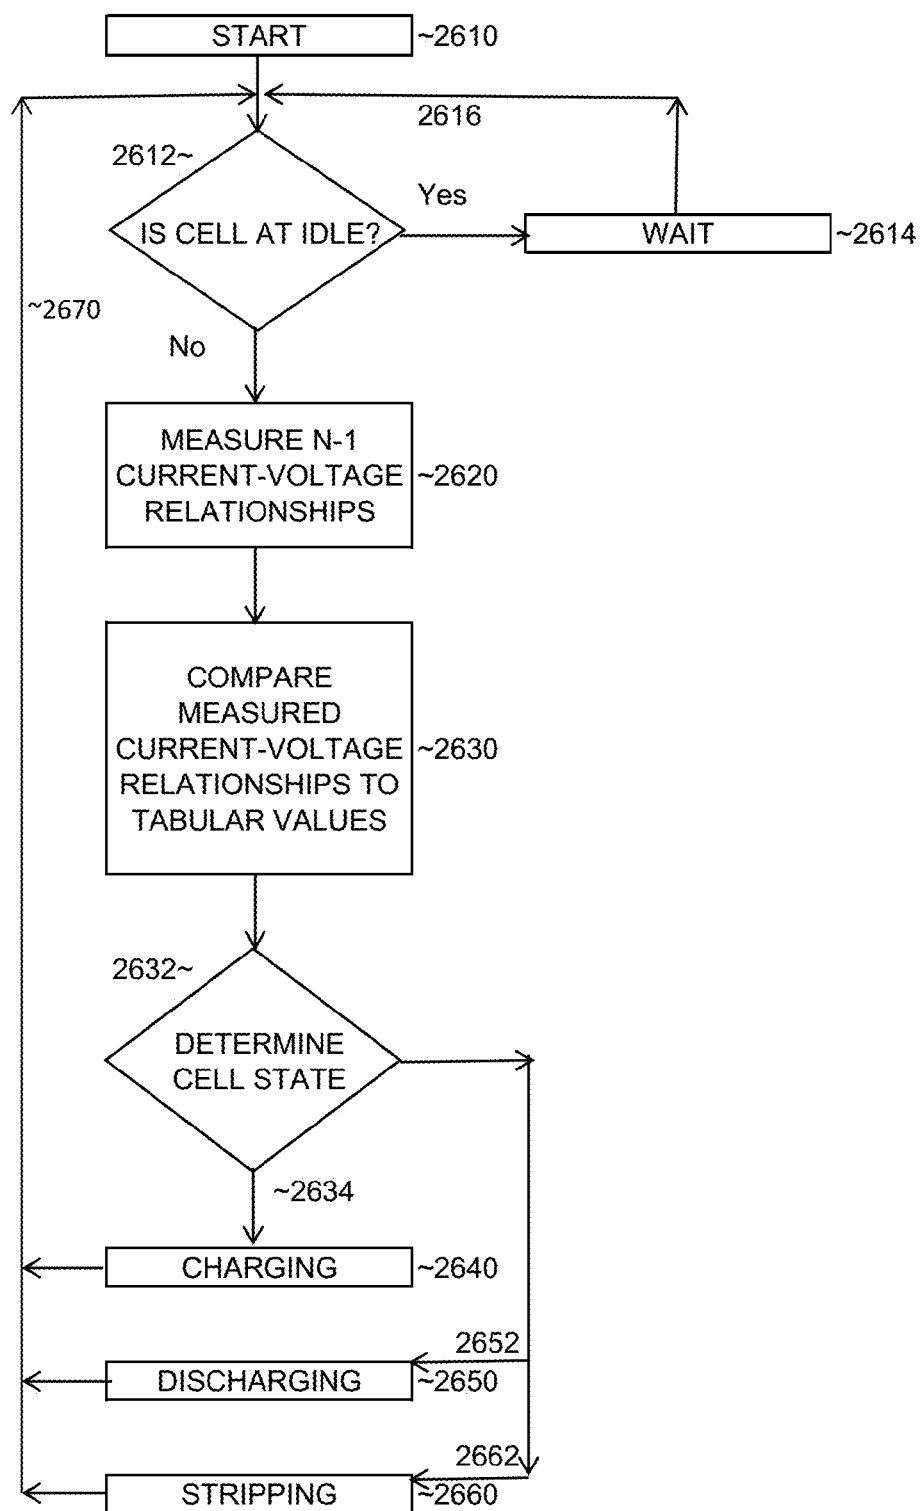 START ~2610
2616
2612~
Yes
IS CELL AT IDLE?
WAIT ~2614
~2670
No
MEASURE N-1
CURRENT-VOLTAGE ~2620
RELATIONSHIPS
COMPARE
MEASURED
CURRENT-VOLTAGE ~2630
RELATIONSHIPS TO
TABULAR VALUES
2632~
DETERMINE
CELL STATE
~2634
CHARGING ~2640
2652
DISCHARGING ~2650
2662
STRIPPING ~2660